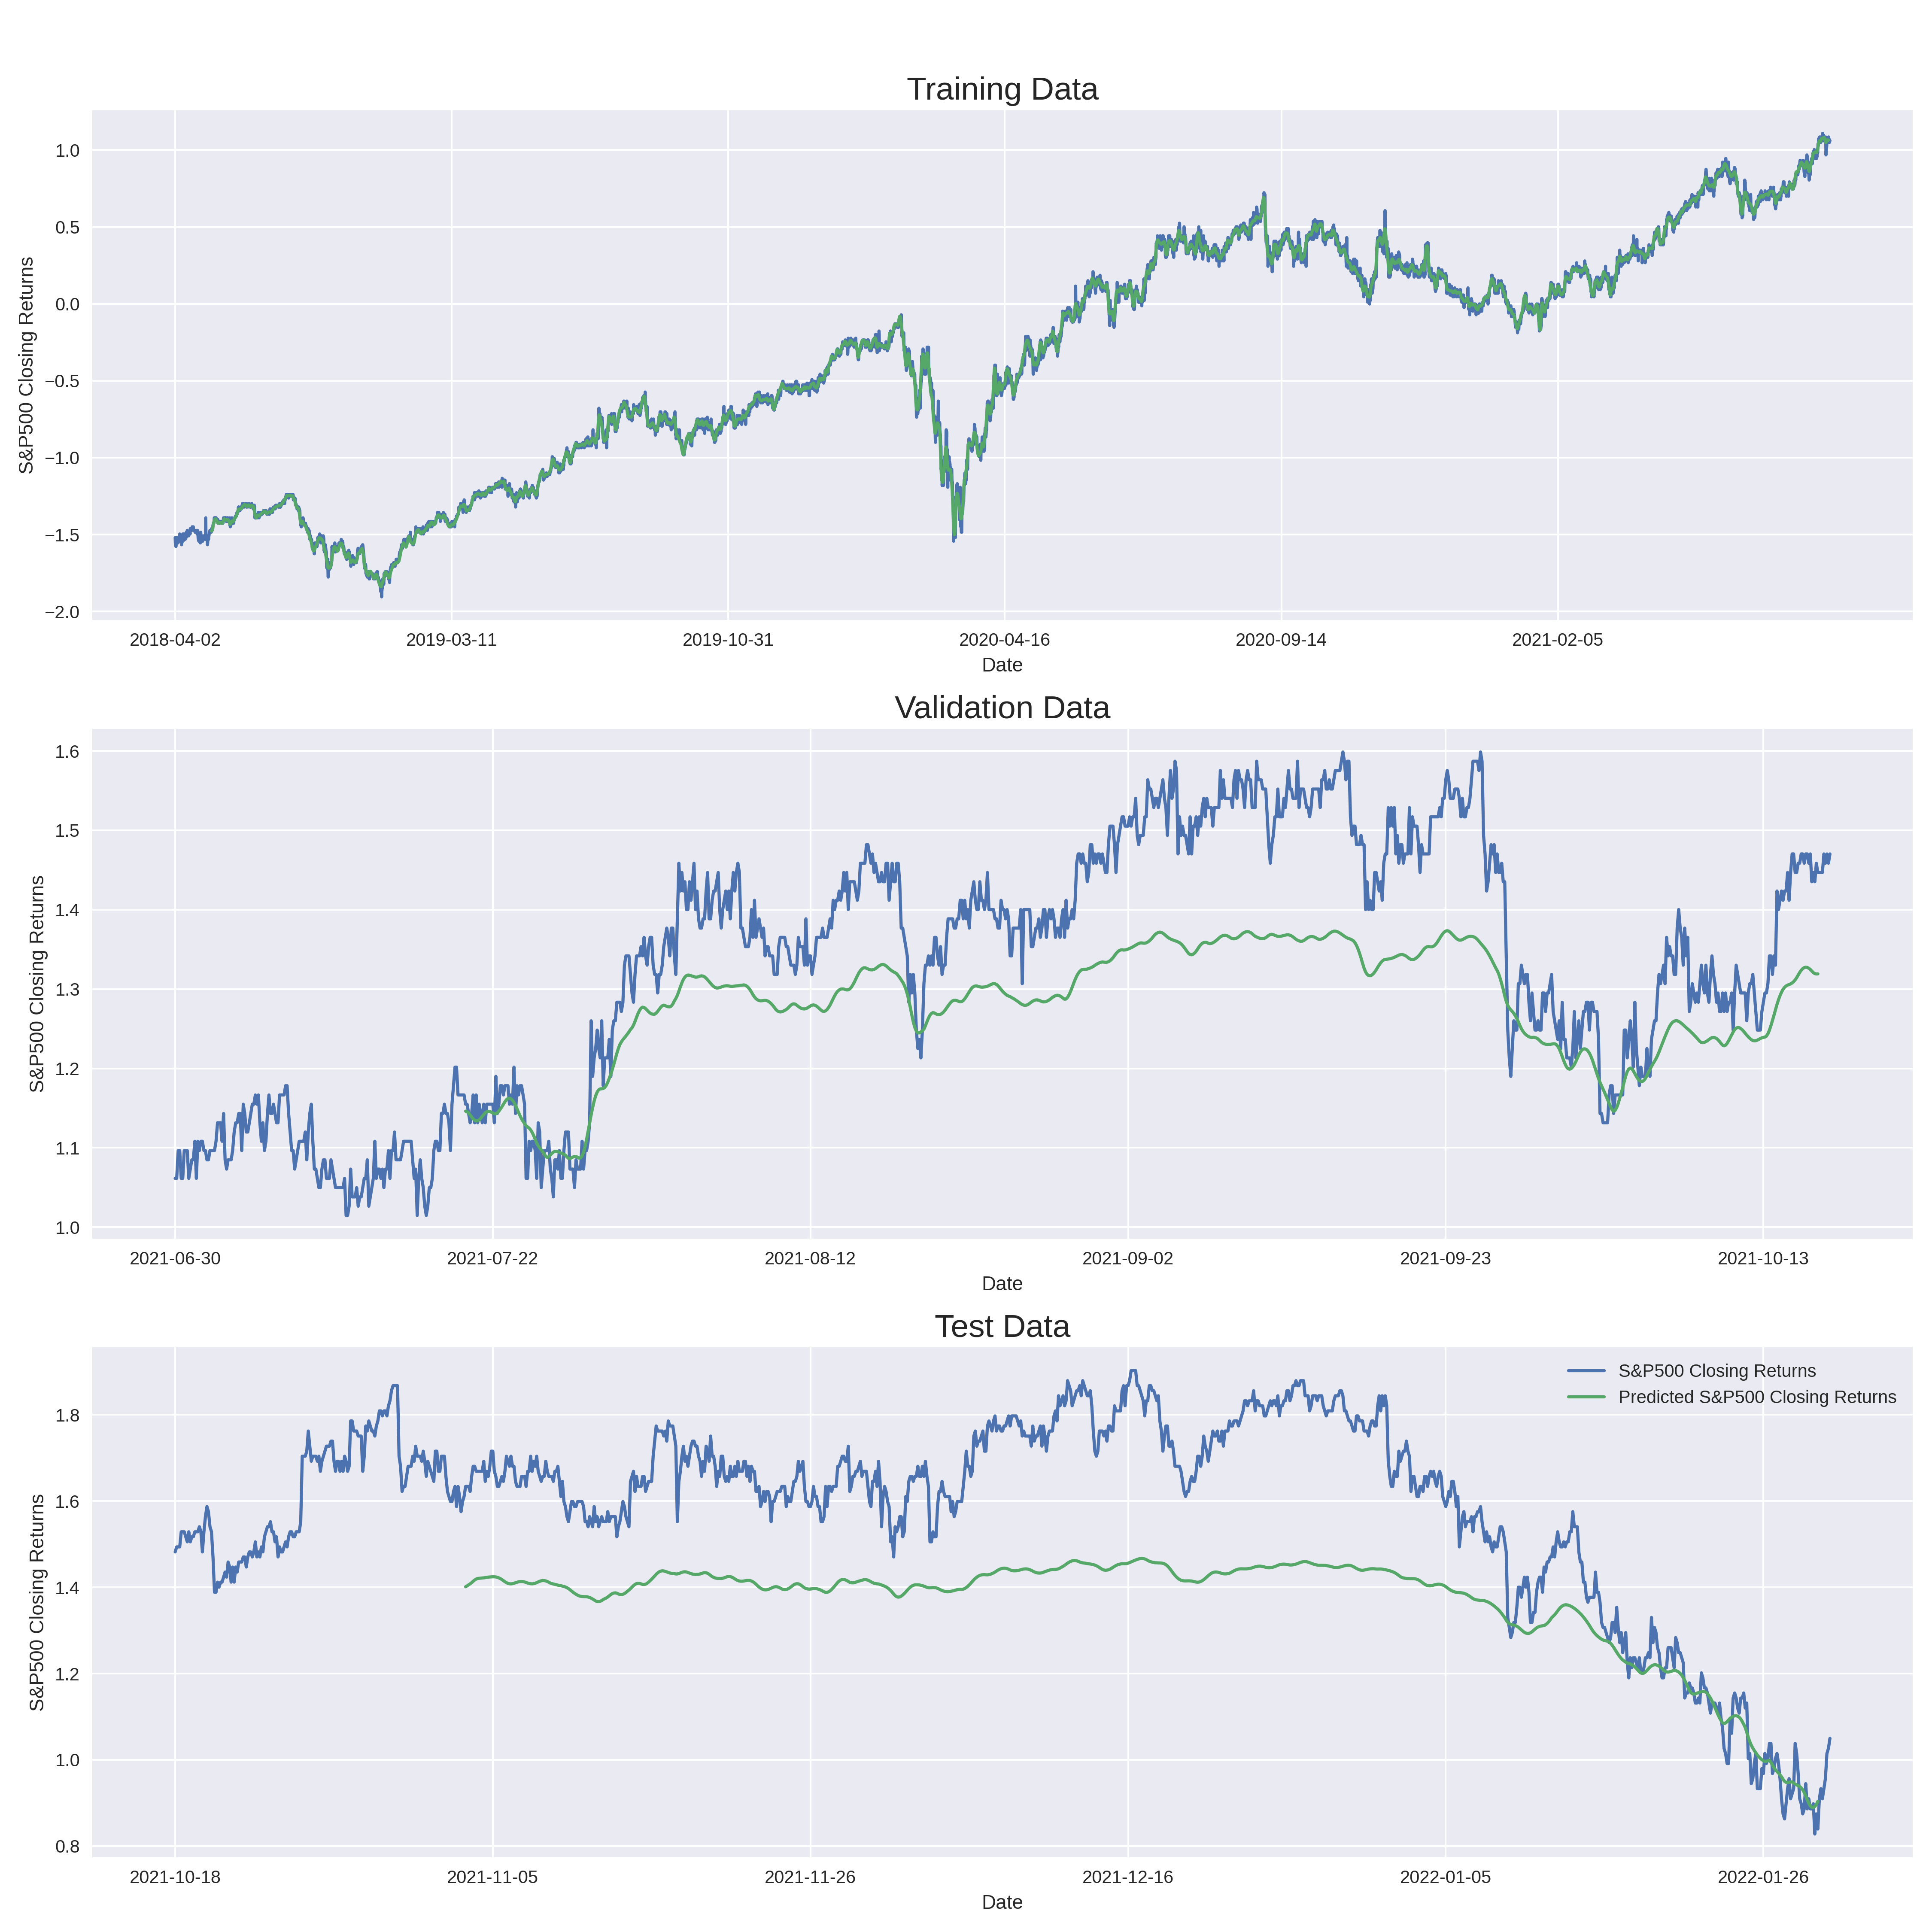 Training Data
S&P500 Closing Returns
1.0
0.5
0.0
−0.5
−1.0
−1.5
−2.0
2018-04-02 2019-03-11 2019-10-31 2020-04-16 2020-09-14 2021-02-05
Date
Validation Data
S&P500 Closing Returns
1.6
1.5
1.4
1.3
1.2
1.1
1.0
2021-06-30 2021-07-22 2021-08-12 2021-09-02 2021-09-23 2021-10-13
Date
Test Data
S&P500 Closing Returns
S&P500 Closing Returns
Predicted S&P500 Closing Returns
1.8
1.6
1.4
1.2
1.0
0.8
2021-10-18 2021-11-05 2021-11-26 2021-12-16 2022-01-05 2022-01-26
Date